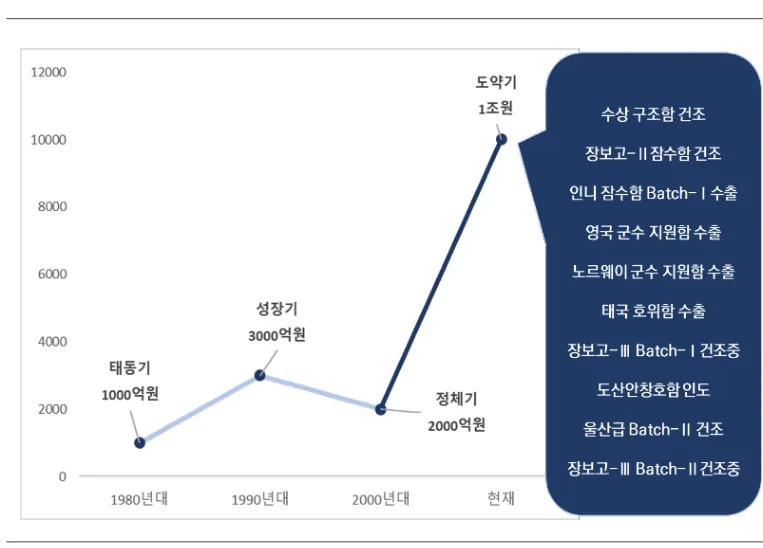 12000
10000
8000
6000
4000
2000
0
1980년대
1990년대
2000년대
현재
태동기
1000억원
성장기
3000억원
정체기
2000억원
도약기
1조원
수상 구조함 건조
장보고-Ⅱ 잠수함 건조
인니 잠수함 Batch-Ⅰ 수출
영국 군수 지원함 수출
노르웨이 군수 지원함 수출
태국 호위함 수출
장보고-Ⅲ Batch-Ⅰ 건조중
도산안창호함 인도
울산급 Batch-Ⅱ 건조
장보고-Ⅲ Batch-Ⅱ 건조중